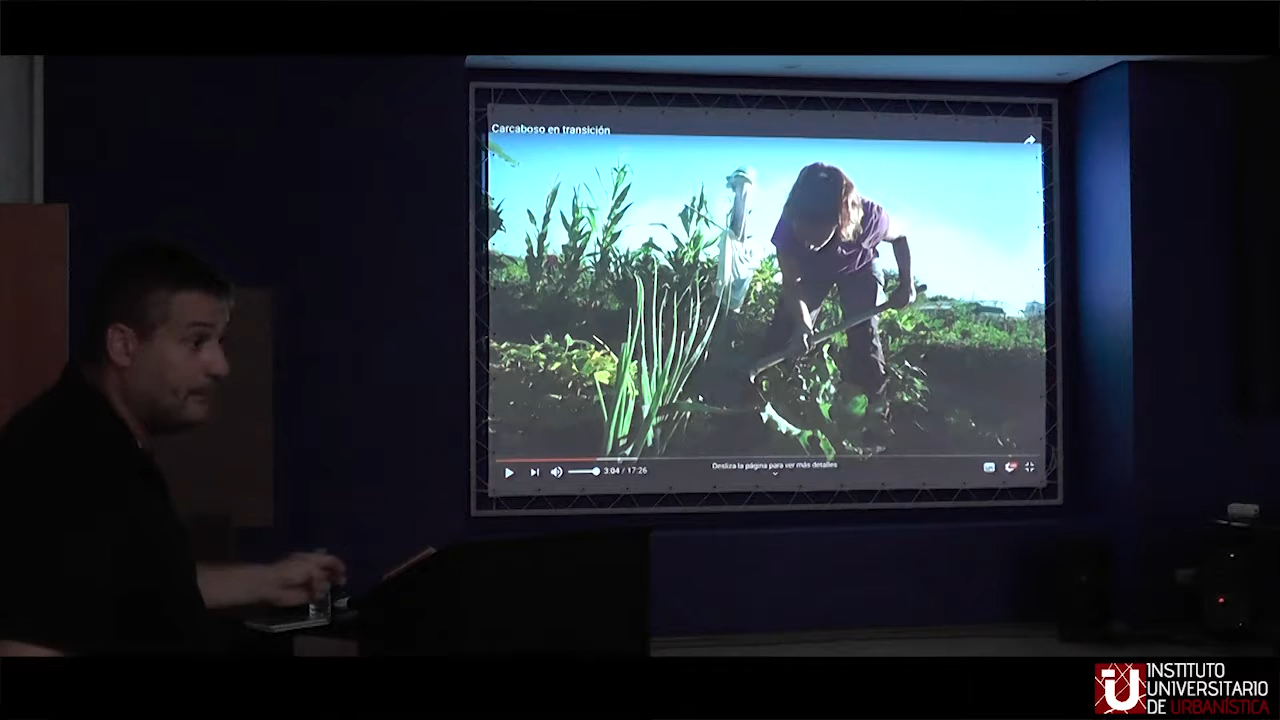 Carcaboso en transición
3:04 / 17:26
Desliza la página para ver más detalles
INSTITUTO
UNIVERSITARIO
DE URBANÍSTICA